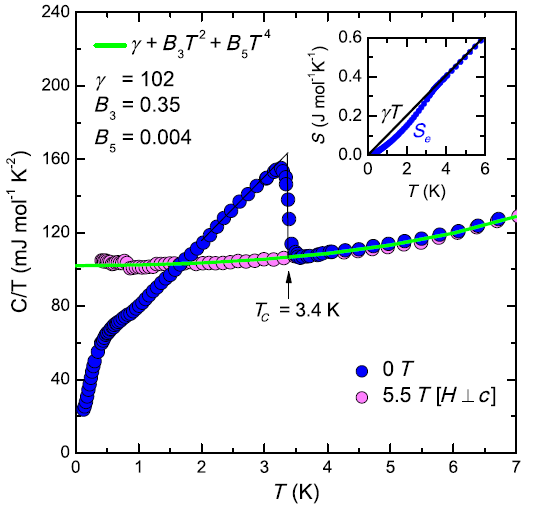 240
200
160
120
80
40
0
C/T (mJ mol⁻¹ K⁻²)
γ + B₃T² + B₅T⁴
γ = 102
B₃ = 0.35
B₅ = 0.004
0.6
0.4
0.2
0.0
S (J mol⁻¹K⁻¹)
γT
Sₑ
0 2 4 6
T (K)
T_C = 3.4 K
0 T
5.5 T [H ⊥ c]
0 1 2 3 4 5 6 7
T (K)